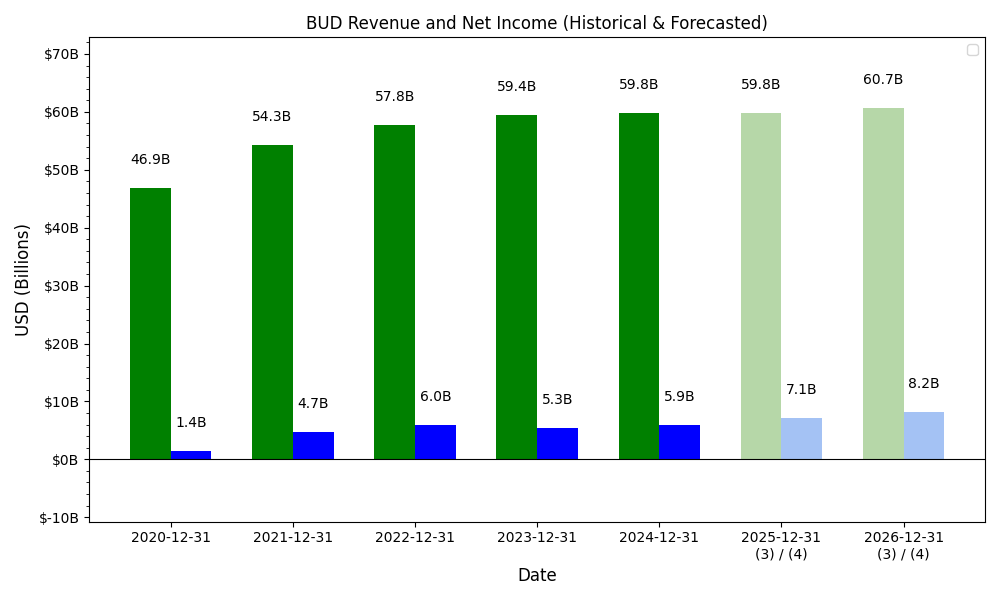 BUD Revenue and Net Income (Historical & Forecasted)
$70B
$60B
$50B
$40B
$30B
$20B
$10B
$0B
$-10B
USD (Billions)
46.9B
1.4B
54.3B
4.7B
57.8B
6.0B
59.4B
5.3B
59.8B
5.9B
59.8B
7.1B
60.7B
8.2B
2020-12-31
2021-12-31
2022-12-31
2023-12-31
2024-12-31
2025-12-31
(3) / (4)
2026-12-31
(3) / (4)
Date